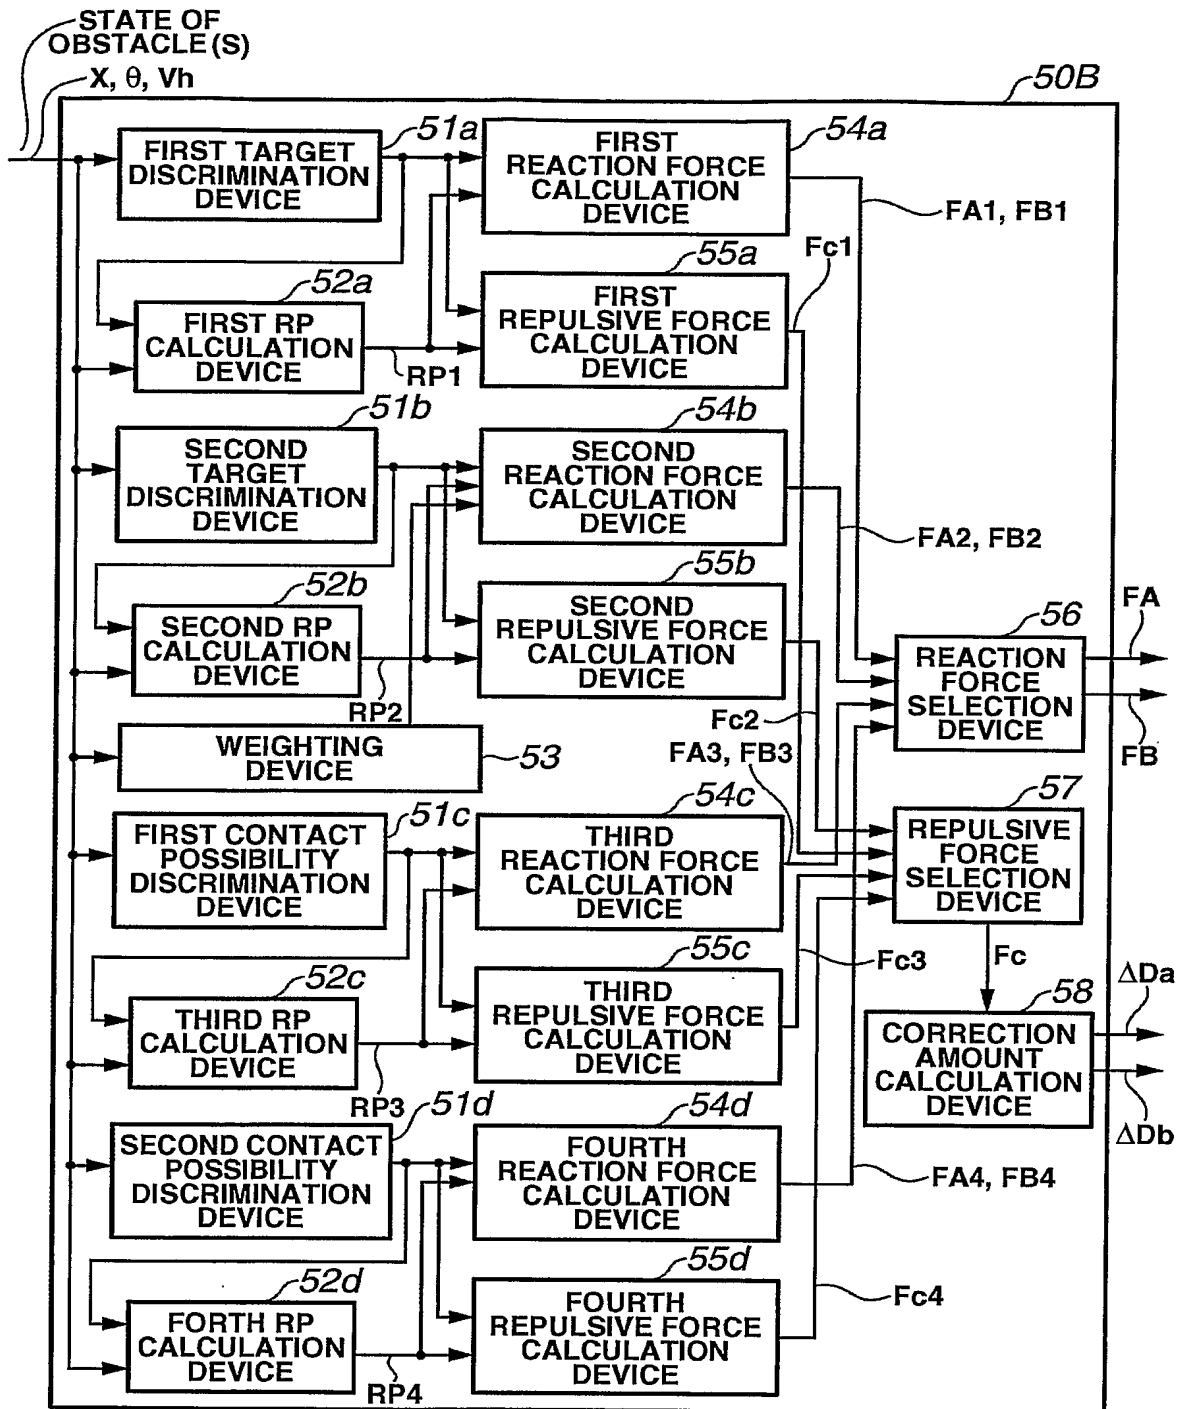 STATE OF
OBSTACLE(S)
X, θ, Vh
50B
51a
FIRST TARGET
DISCRIMINATION
DEVICE
54a
FIRST
REACTION FORCE
CALCULATION
DEVICE
FA1, FB1
Fc1
52a
FIRST RP
CALCULATION
DEVICE
RP1
55a
FIRST
REPULSIVE FORCE
CALCULATION
DEVICE
51b
SECOND
TARGET
DISCRIMINATION
DEVICE
54b
SECOND
REACTION FORCE
CALCULATION
DEVICE
FA2, FB2
52b
SECOND RP
CALCULATION
DEVICE
RP2
55b
SECOND
REPULSIVE FORCE
CALCULATION
DEVICE
Fc2
FA3, FB3
56
REACTION
FORCE
SELECTION
DEVICE
FA
FB
WEIGHTING
DEVICE
53
51c
FIRST CONTACT
POSSIBILITY
DISCRIMINATION
DEVICE
54c
THIRD
REACTION FORCE
CALCULATION
DEVICE
57
REPULSIVE
FORCE
SELECTION
DEVICE
Fc
Fc3
52c
THIRD RP
CALCULATION
DEVICE
RP3
55c
THIRD
REPULSIVE FORCE
CALCULATION
DEVICE
58
CORRECTION
AMOUNT
CALCULATION
DEVICE
ΔDa
ΔDb
51d
SECOND CONTACT
POSSIBILITY
DISCRIMINATION
DEVICE
54d
FOURTH
REACTION FORCE
CALCULATION
DEVICE
FA4, FB4
52d
FORTH RP
CALCULATION
DEVICE
RP4
55d
FOURTH
REPULSIVE FORCE
CALCULATION
DEVICE
Fc4